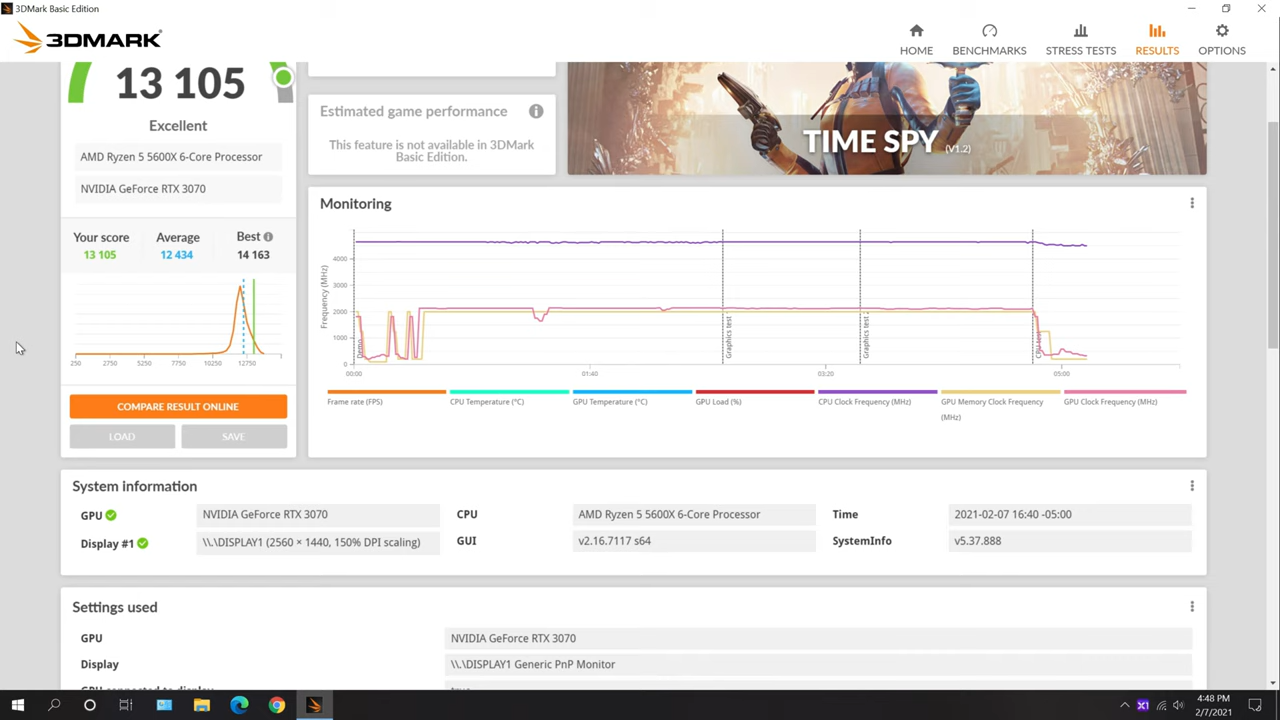 3DMark Basic Edition
3DMARK
HOME
BENCHMARKS
STRESS TESTS
RESULTS
OPTIONS
13 105
Excellent
AMD Ryzen 5 5600X 6-Core Processor
NVIDIA GeForce RTX 3070
Your score
Average
Best
13 105
12 434
14 163
250 2750 5250 7750 10250 12750
COMPARE RESULT ONLINE
LOAD
SAVE
Estimated game performance
This feature is not available in 3DMark
Basic Edition.
TIME SPY (V1.2)
Monitoring
Frequency (MHz)
4000
3000
2000
1000
0
Demo
Graphics test
Graphics test
CPU test
00:00
01:40
03:20
05:00
Frame rate (FPS)
CPU Temperature (°C)
GPU Temperature (°C)
GPU Load (%)
CPU Clock Frequency (MHz)
GPU Memory Clock Frequency
(MHz)
GPU Clock Frequency (MHz)
System information
GPU
NVIDIA GeForce RTX 3070
CPU
AMD Ryzen 5 5600X 6-Core Processor
Time
2021-02-07 16:40 -05:00
Display #1
\\.\DISPLAY1 (2560 × 1440, 150% DPI scaling)
GUI
v2.16.7117 s64
SystemInfo
v5.37.888
Settings used
GPU
NVIDIA GeForce RTX 3070
Display
\\.\DISPLAY1 Generic PnP Monitor
GPU connected to display
true
4:48 PM
2/7/2021